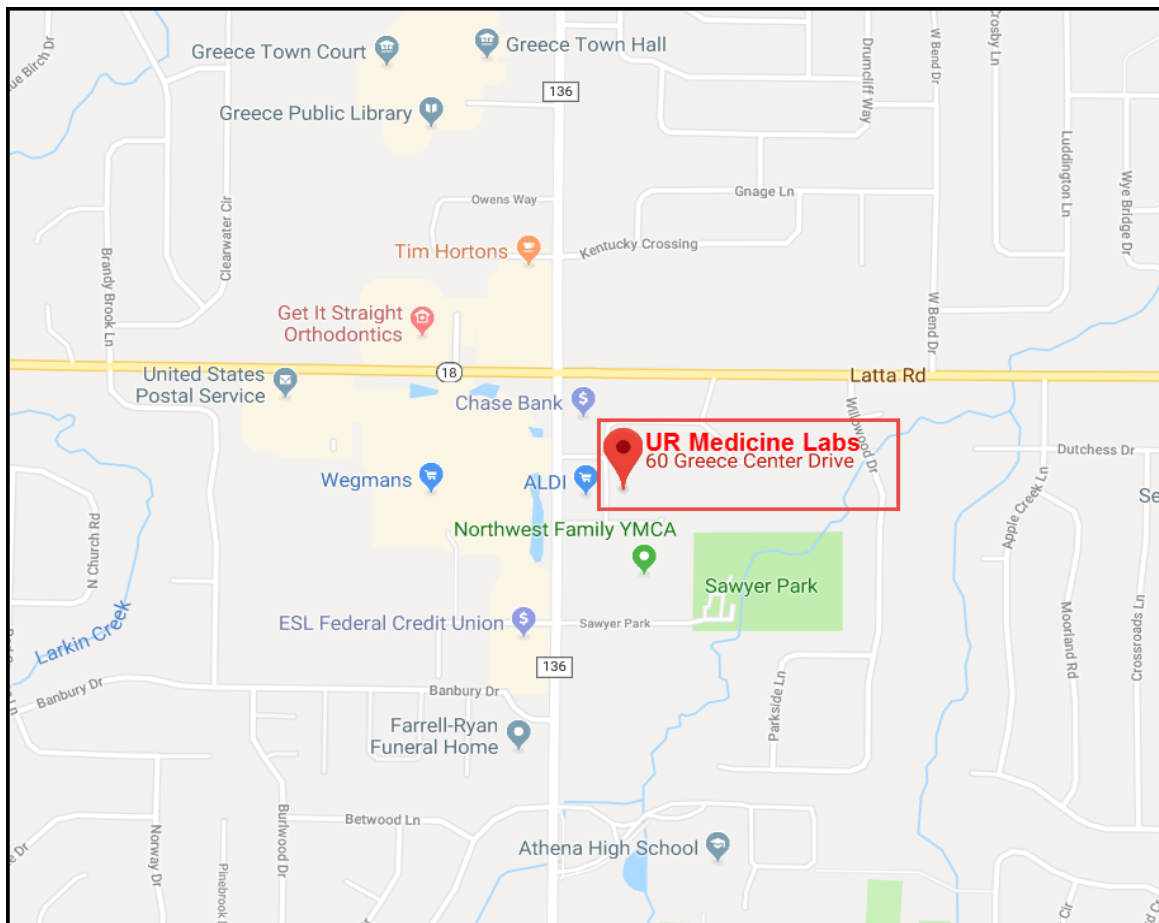 Blue Birch Dr
Greece Town Court
Greece Town Hall
Greece Public Library
136
Drumcliff Way
W Bend Dr
Crosby Ln
Luddington Ln
Wye Bridge Dr
Clearwater Cir
Owens Way
Gnage Ln
Kentucky Crossing
Tim Hortons
Brandy Brook Ln
Get It Straight
Orthodontics
W Bend Dr
18
Latta Rd
United States
Postal Service
Chase Bank
Willowood Dr
UR Medicine Labs
60 Greece Center Drive
Dutchess Dr
Wegmans
ALDI
Se
Apple Creek Ln
N Church Rd
Northwest Family YMCA
Sawyer Park
Larkin Creek
ESL Federal Credit Union
Sawyer Park
Moorland Rd
Crossroads Ln
136
Banbury Dr
Banbury Dr
Parkside Ln
Farrell-Ryan
Funeral Home
Burlwood Dr
Betwood Ln
Norway Dr
Pinebrook
Athena High School